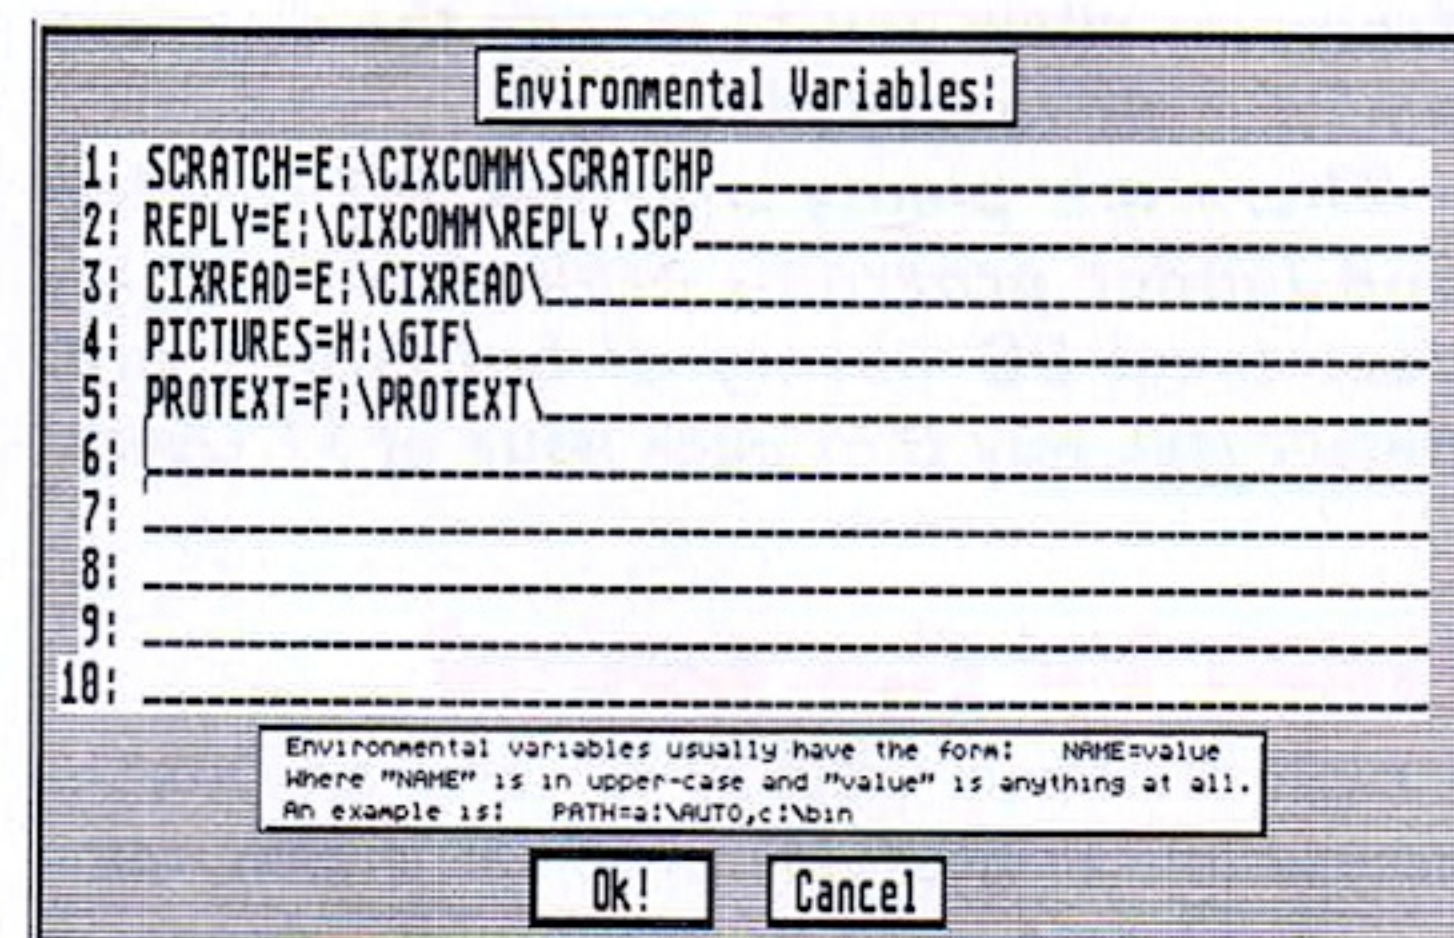 Environmental Variables:
1: SCRATCH=E:\CIXCOMM\SCRATCHP
2: REPLY=E:\CIXCOMM\REPLY.SCP
3: CIXREAD=E:\CIXREAD\
4: PICTURES=H:\GIF\
5: PROTEXT=F:\PROTEXT\
6:
7:
8:
9:
10:
Environmental variables usually have the form: NAME=value
Where "NAME" is in upper-case and "value" is anything at all.
An example is: PATH=a:\AUTO,c:\bin
Ok! Cancel